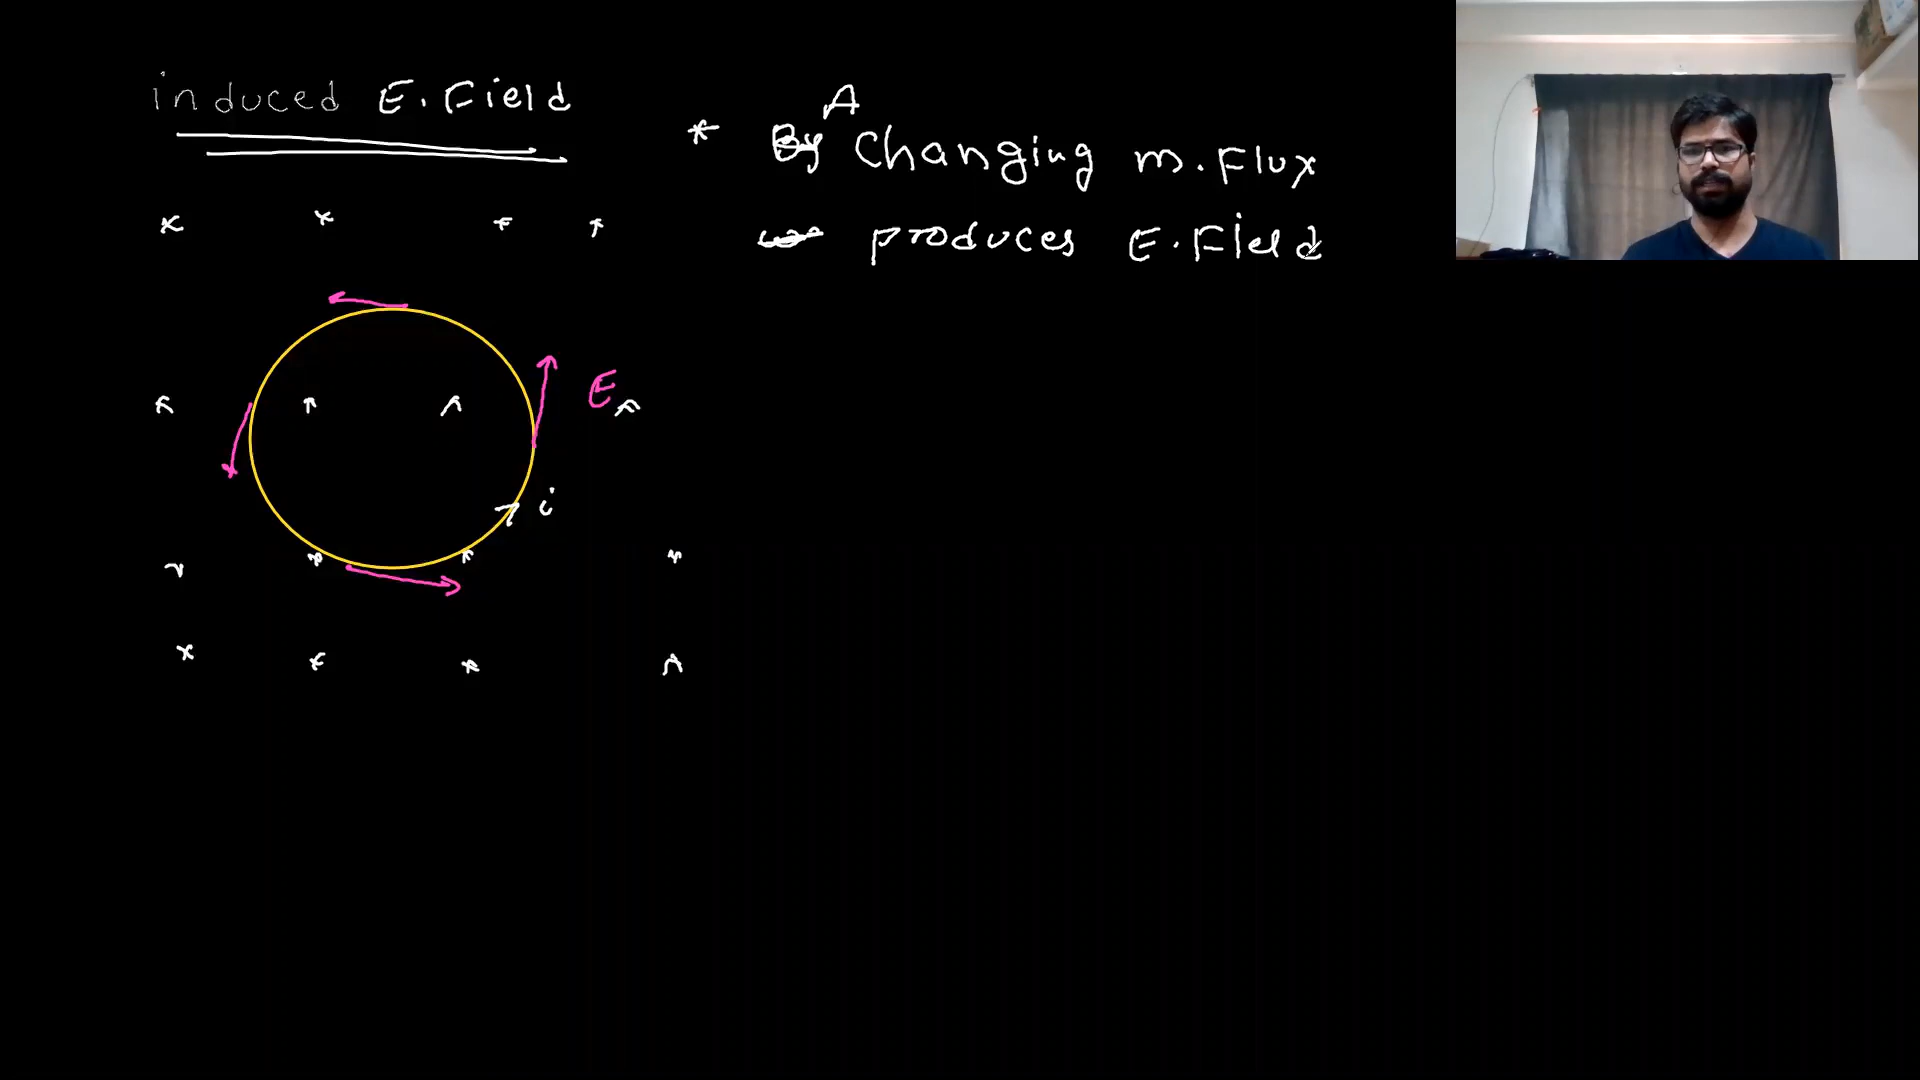 induced E. Field
* A changing m. Flux
produces E. Field
E
i